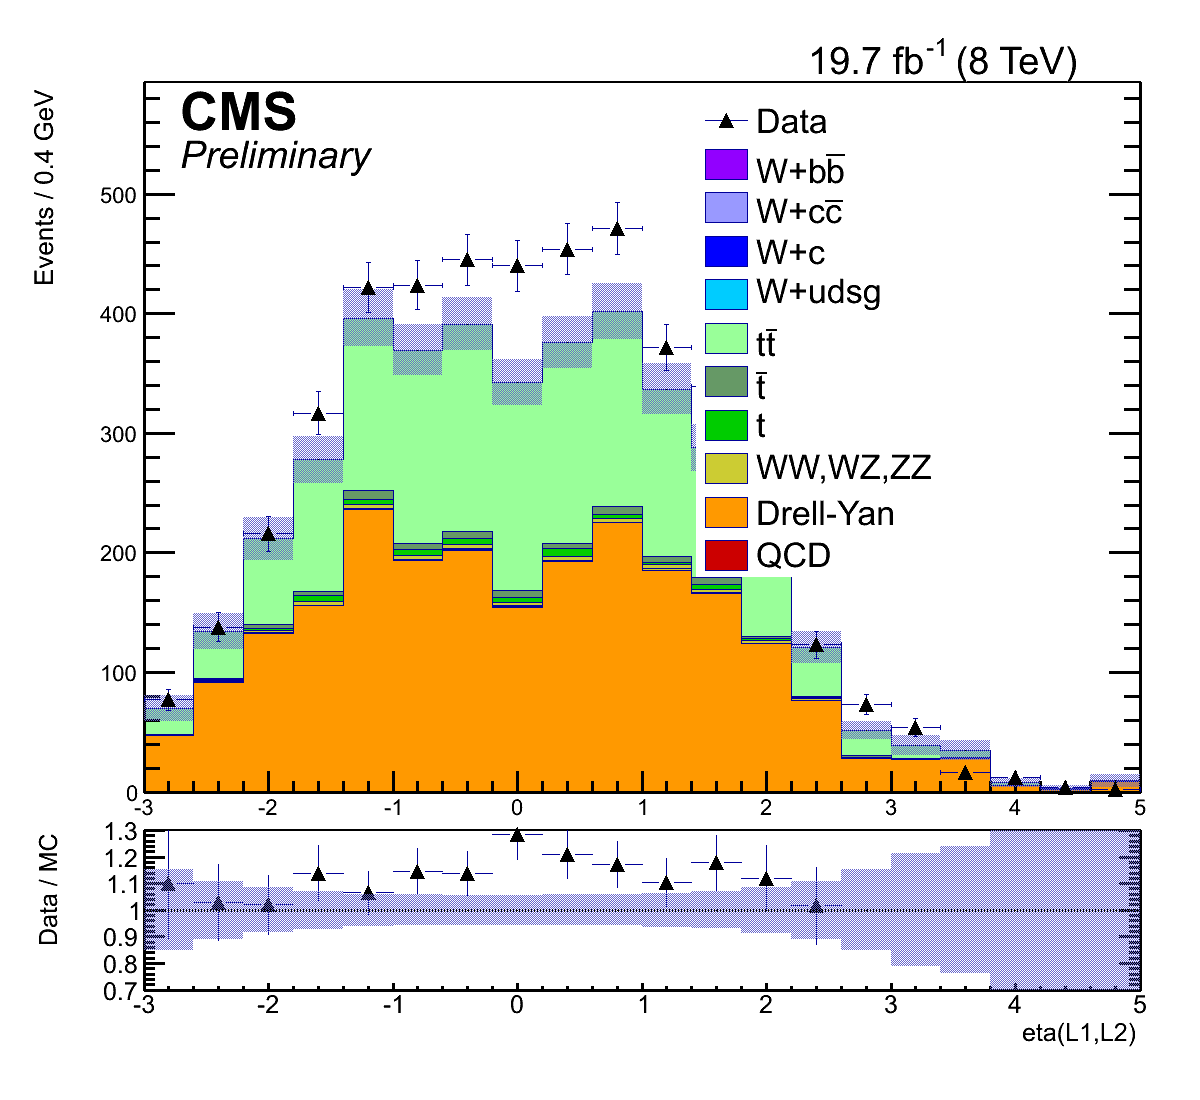 19.7 fb⁻¹ (8 TeV)
CMS
Preliminary
Events / 0.4 GeV
Data
W+bb̅
W+cc̅
W+c
W+udsg
tt̅
t̅
t
WW,WZ,ZZ
Drell-Yan
QCD
500
400
300
200
100
0
-3 -2 -1 0 1 2 3 4 5
Data / MC
1.3
1.2
1.1
1
0.9
0.8
0.7
-3 -2 -1 0 1 2 3 4 5
eta(L1,L2)